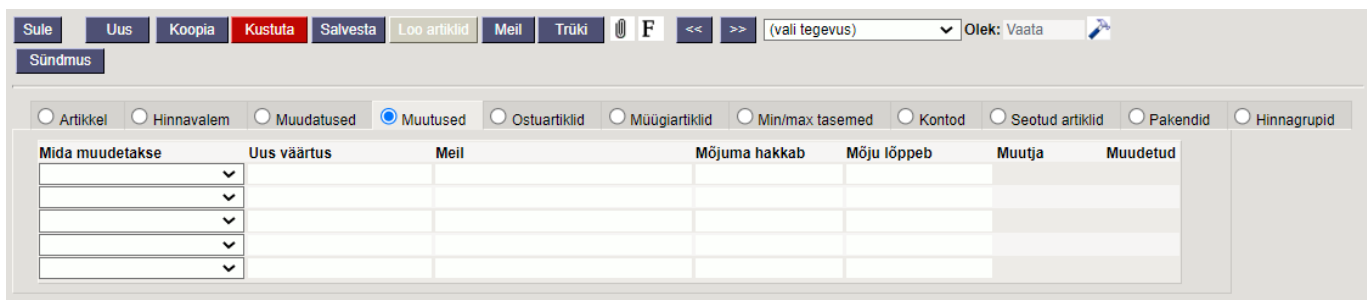 Sule Uus Koopia Kustuta Salvesta Loo artiklid Meil Trüki F << >> (vali tegevus) Olek: Vaata
Sündmus
Artikkel Hinnavalem Muudatused Muutused Ostuartiklid Müügiartiklid Min/max tasemed Kontod Seotud artiklid Pakendid Hinnagrupid
Mida muudetakse Uus väärtus Meil Mõjuma hakkab Mõju lõppeb Muutja Muudetud